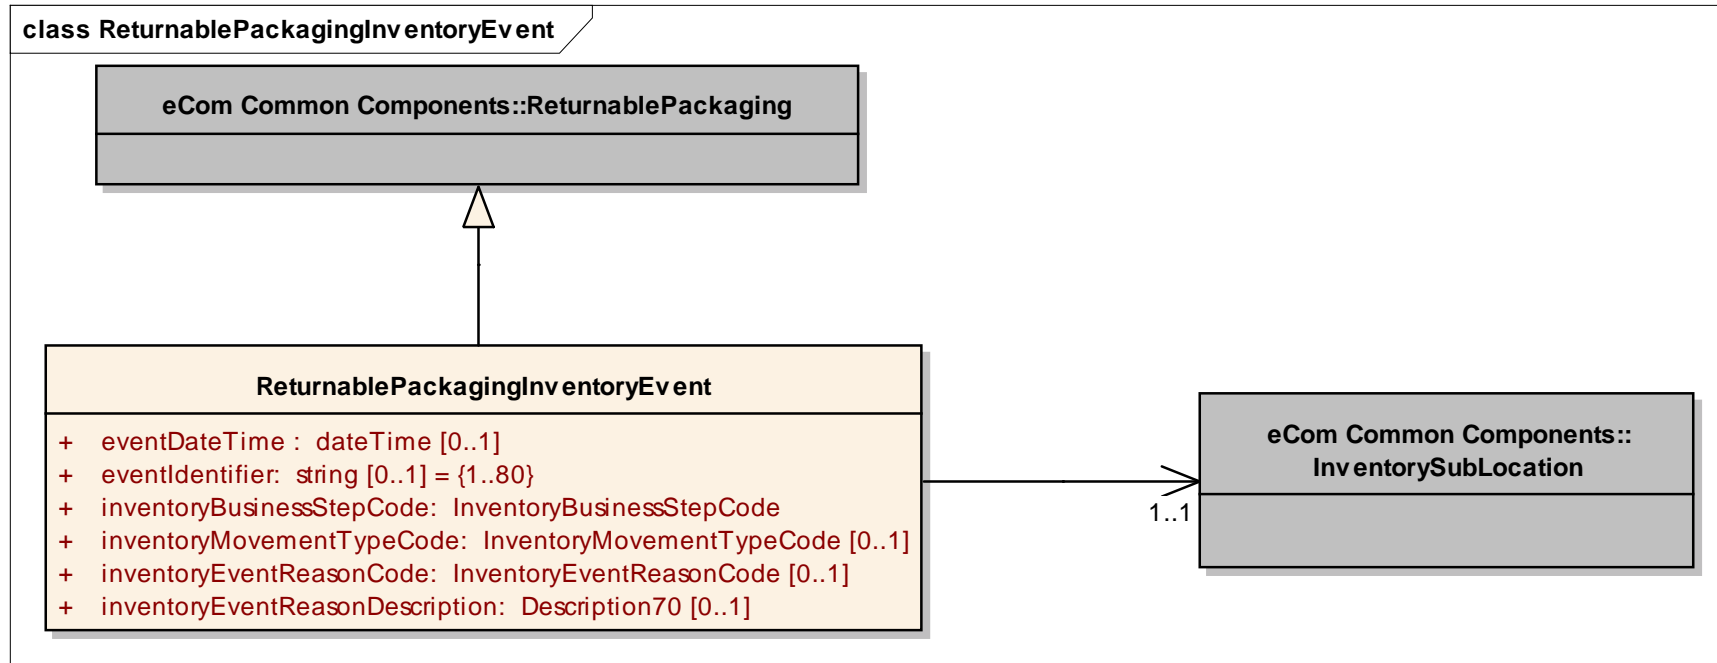 class ReturnablePackagingInventoryEvent
eCom Common Components::ReturnablePackaging
ReturnablePackagingInventoryEvent
+ eventDateTime : dateTime [0..1]
+ eventIdentifier: string [0..1] = {1..80}
+ inventoryBusinessStepCode: InventoryBusinessStepCode
+ inventoryMovementTypeCode: InventoryMovementTypeCode [0..1]
+ inventoryEventReasonCode: InventoryEventReasonCode [0..1]
+ inventoryEventReasonDescription: Description70 [0..1]
eCom Common Components::
InventorySubLocation
1..1